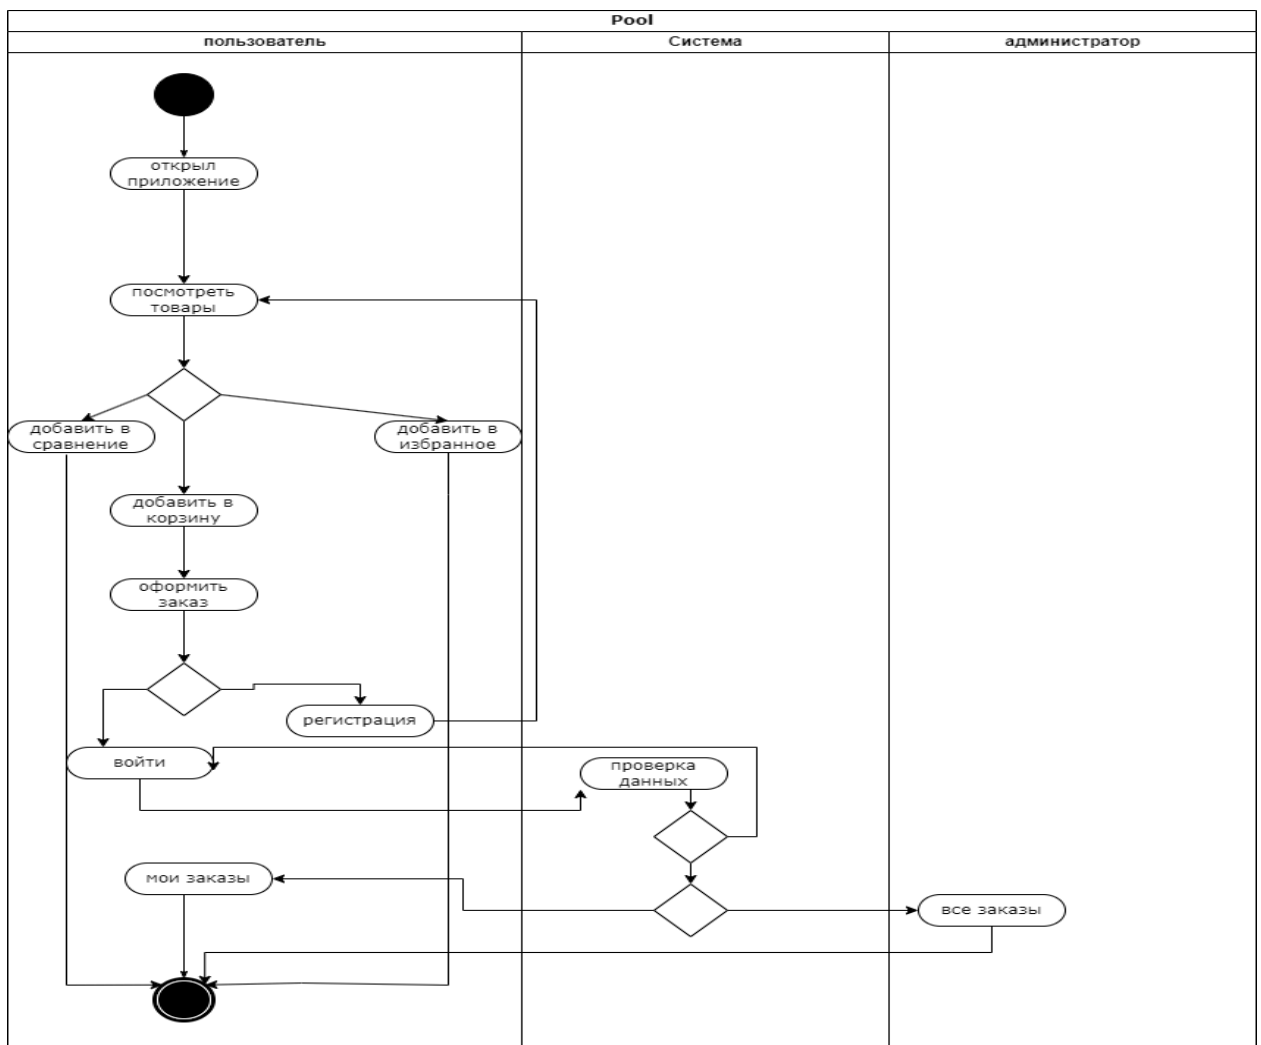 Pool
пользователь
Система
администратор
открыл
приложение
посмотреть
товары
добавить в
сравнение
добавить в
избранное
добавить в
корзину
оформить
заказ
регистрация
войти
проверка
данных
мои заказы
все заказы